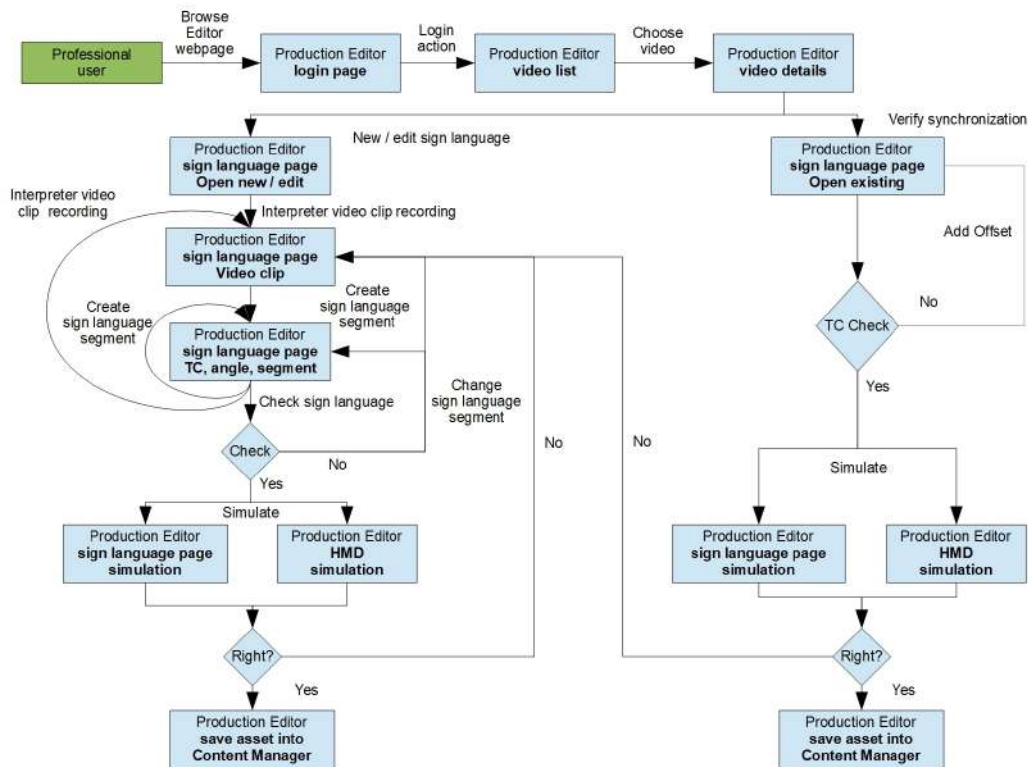 Browse
Editor
webpage
Professional
user
Production Editor
login page
Login
action
Production Editor
video list
Choose
video
Production Editor
video details
New / edit sign language
Verify synchronization
Production Editor
sign language page
Open new / edit
Production Editor
sign language page
Open existing
Interpreter video
clip recording
Interpreter video clip recording
Add Offset
Production Editor
sign language page
Video clip
Create
sign language
segment
Create
sign language
segment
No
TC Check
Production Editor
sign language page
TC, angle, segment
Yes
Check sign language
Change
sign language
segment
Check
No
No
No
Yes
Simulate
Simulate
Production Editor
sign language page
simulation
Production Editor
HMD
simulation
Production Editor
sign language page
simulation
Production Editor
HMD
simulation
Right?
Right?
Yes
Yes
Production Editor
save asset into
Content Manager
Production Editor
save asset into
Content Manager